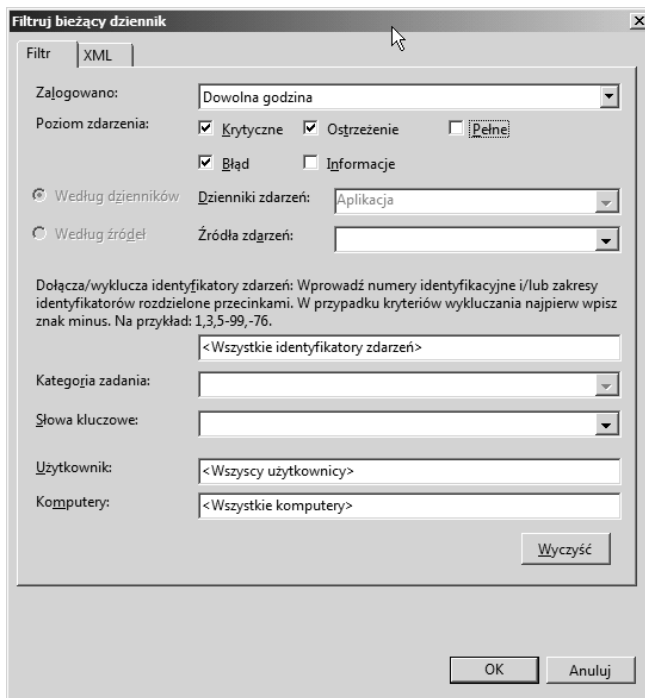 Filtruj bieżący dziennik
Filtr XML
Zalogowano: Dowolna godzina
Poziom zdarzenia: Krytyczne Ostrzeżenie Pełne
Błąd Informacje
Według dzienników Dzienniki zdarzeń: Aplikacja
Według źródeł Źródła zdarzeń:
Dołącza/wyklucza identyfikatory zdarzeń: Wprowadź numery identyfikacyjne i/lub zakresy
identyfikatorów rozdzielone przecinkami. W przypadku kryteriów wykluczania najpierw wpisz
znak minus. Na przykład: 1,3,5-99,-76.
<Wszystkie identyfikatory zdarzeń>
Kategoria zadania:
Słowa kluczowe:
Użytkownik: <Wszyscy użytkownicy>
Komputery: <Wszystkie komputery>
Wyczyść
OK Anuluj